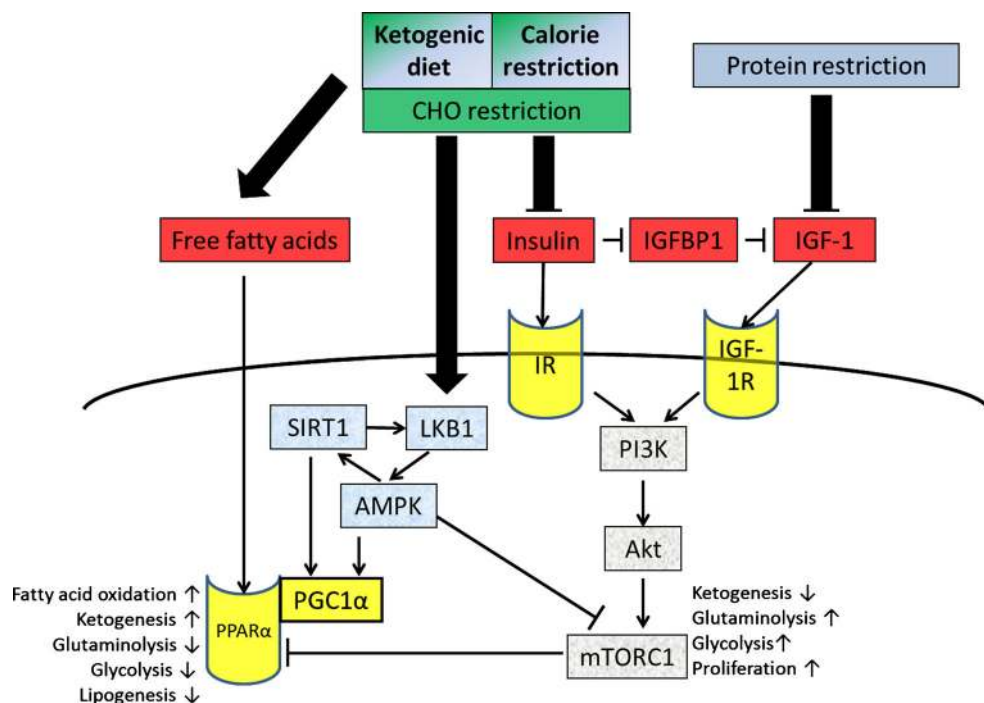 Ketogenic
diet
Calorie
restriction
CHO restriction
Protein restriction
Free fatty acids
Insulin
IGFBP1
IGF-1
IR
IGF-
1R
SIRT1
LKB1
PI3K
AMPK
Akt
PGC1α
PPARα
mTORC1
Fatty acid oxidation ↑
Ketogenesis ↑
Glutaminolysis ↓
Glycolysis ↓
Lipogenesis ↓
Ketogenesis ↓
Glutaminolysis ↑
Glycolysis↑
Proliferation ↑